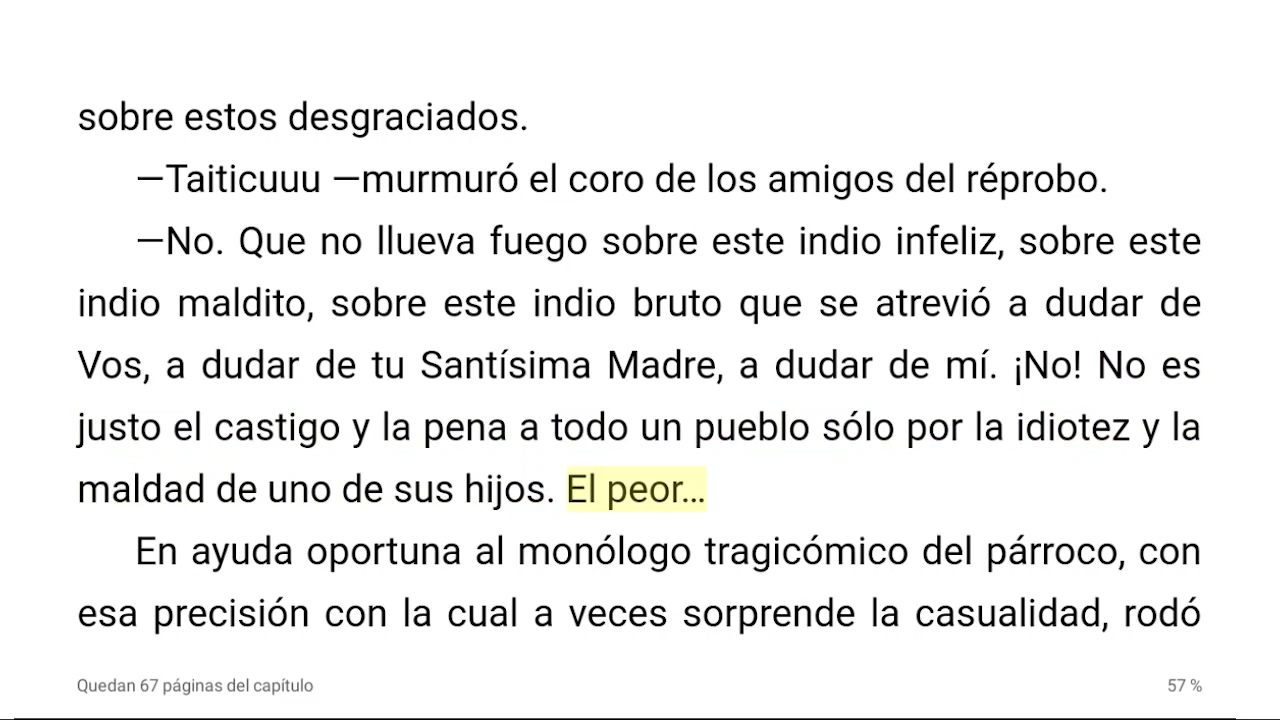 sobre estos desgraciados.
—Taiticuuu —murmuró el coro de los amigos del réprobo.
—No. Que no llueva fuego sobre este indio infeliz, sobre este
indio maldito, sobre este indio bruto que se atrevió a dudar de
Vos, a dudar de tu Santísima Madre, a dudar de mí. ¡No! No es
justo el castigo y la pena a todo un pueblo sólo por la idiotez y la
maldad de uno de sus hijos. El peor…
En ayuda oportuna al monólogo tragicómico del párroco, con
esa precisión con la cual a veces sorprende la casualidad, rodó
Quedan 67 páginas del capítulo
57 %